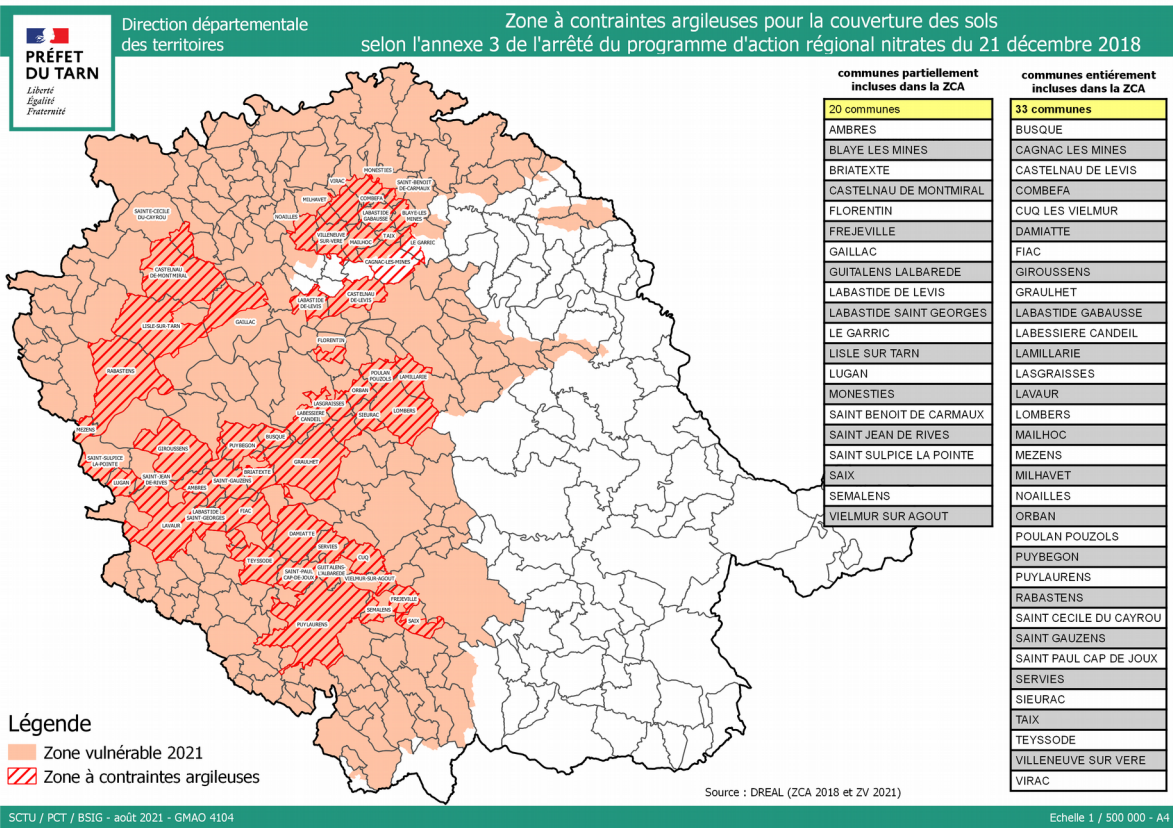 PRÉFET
DU TARN
Liberté
Égalité
Fraternité
Direction départementale
des territoires
Zone à contraintes argileuses pour la couverture des sols
selon l'annexe 3 de l'arrêté du programme d'action régional nitrates du 21 décembre 2018
communes partiellement
incluses dans la ZCA
20 communes
AMBRES
BLAYE LES MINES
BRIATEXTE
CASTELNAU DE MONTMIRAL
FLORENTIN
FREJEVILLE
GAILLAC
GUITALENS LALBAREDE
LABASTIDE DE LEVIS
LABASTIDE SAINT GEORGES
LE GARRIC
LISLE SUR TARN
LUGAN
MONESTIES
SAINT BENOIT DE CARMAUX
SAINT JEAN DE RIVES
SAINT SULPICE LA POINTE
SAIX
SEMALENS
VIELMUR SUR AGOUT
communes entiérement
incluses dans la ZCA
33 communes
BUSQUE
CAGNAC LES MINES
CASTELNAU DE LEVIS
COMBEFA
CUQ LES VIELMUR
DAMIATTE
FIAC
GIROUSSENS
GRAULHET
LABASTIDE GABAUSSE
LABESSIERE CANDEIL
LAMILLARIE
LASGRAISSES
LAVAUR
LOMBERS
MAILHOC
MEZENS
MILHAVET
NOAILLES
ORBAN
POULAN POUZOLS
PUYBEGON
PUYLAURENS
RABASTENS
SAINT CECILE DU CAYROU
SAINT GAUZENS
SAINT PAUL CAP DE JOUX
SERVIES
SIEURAC
TAIX
TEYSSODE
VILLENEUVE SUR VERE
VIRAC
MONESTIES
VIRAC
SAINT-BENOIT
DE-CARMAUX
MILHAVET
COMBEFA
SAINTE-CECILE
DU-CAYROU
NOAILLES
LABASTIDE
GABAUSSE
BLAYE-LES
MINES
VILLENEUVE
SUR-VERE
MAILHOC
TAIX
LE GARRIC
CAGNAC-LES-MINES
CASTELNAU
DE-MONTMIRAL
LABASTIDE
DE-LEVIS
CASTELNAU
DE-LEVIS
LISLE-SUR-TARN
GAILLAC
FLORENTIN
RABASTENS
POULAN
POUZOLS
LAMILLARIE
ORBAN
LASGRAISSES
LABESSIERE
CANDEIL
SIEURAC
LOMBERS
MEZENS
BUSQUE
GIROUSSENS
PUYBEGON
SAINT-SULPICE
LA-POINTE
GRAULHET
LUGAN
SAINT-JEAN
DE-RIVES
BRIATEXTE
SAINT-GAUZENS
AMBRES
LABASTIDE
SAINT-GEORGES
FIAC
LAVAUR
DAMIATTE
SERVIES
TEYSSODE
CUQ
SAINT-PAUL
CAP-DE-JOUX
GUITALENS-
L'ALBAREDE
VIELMUR-SUR-AGOUT
FREJEVILLE
SEMALENS
SAIX
PUYLAURENS
Légende
Zone vulnérable 2021
Zone à contraintes argileuses
Source : DREAL (ZCA 2018 et ZV 2021)
SCTU / PCT / BSIG - août 2021 - GMAO 4104
Echelle 1 / 500 000 - A4